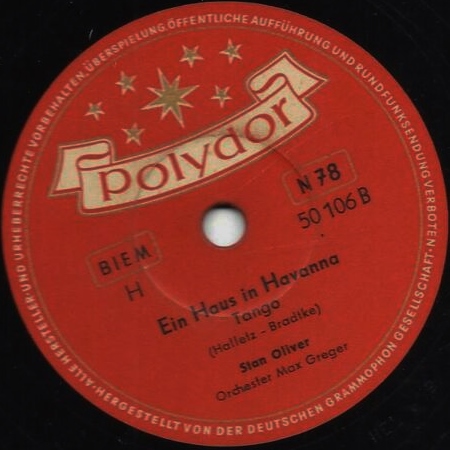 HERSTELLER- UND URHEBERRECHTE VORBEHALTEN, ÜBERSPIELUNG, ÖFFENTLICHE AUFFÜHRUNG UND RUNDFUNKSENDUNG VERBOTEN
polydor
BIEM
H
N 78
50 106 B
Ein Haus in Havanna
Tango
(Halletz - Bradtke)
Stan Oliver
Orchester Max Greger
HERGESTELLT VON DER DEUTSCHEN GRAMMOPHON GESELLSCHAFT · ALLE